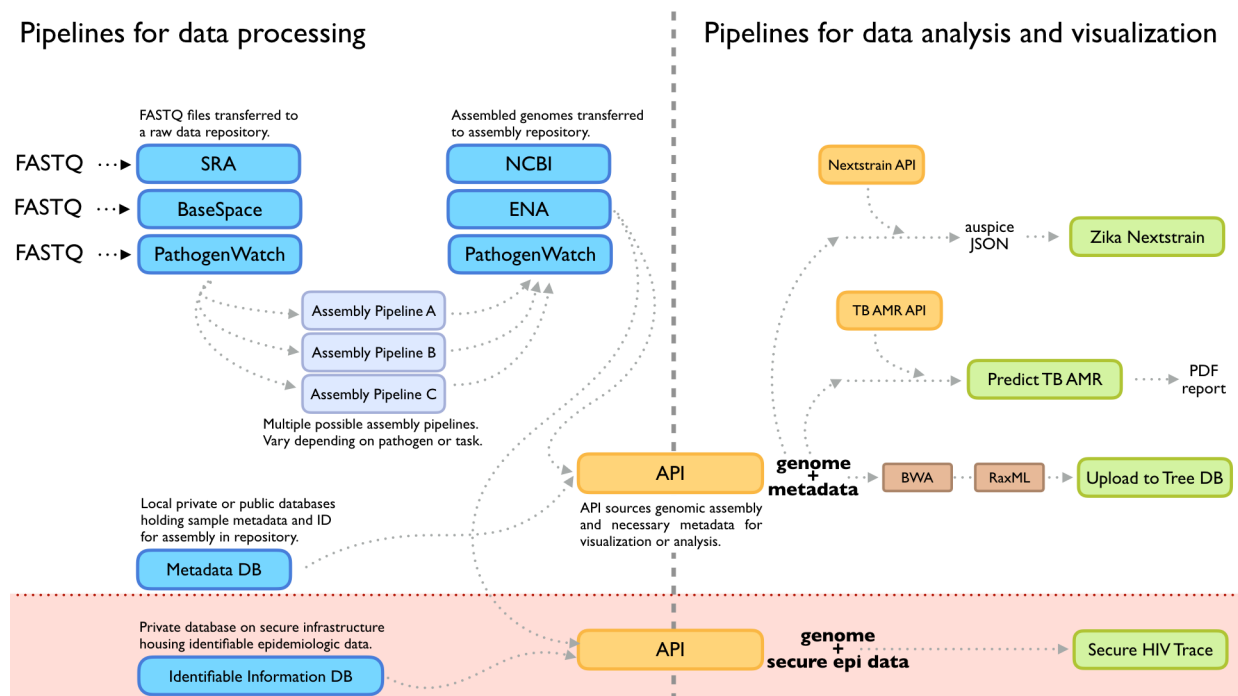 Pipelines for data processing
Pipelines for data analysis and visualization
FASTQ files transferred to
a raw data repository.
Assembled genomes transferred
to assembly repository.
FASTQ
SRA
NCBI
Nextstrain API
FASTQ
BaseSpace
ENA
auspice
JSON
Zika Nextstrain
FASTQ
PathogenWatch
PathogenWatch
Assembly Pipeline A
TB AMR API
Assembly Pipeline B
Assembly Pipeline C
Predict TB AMR
PDF
report
Multiple possible assembly pipelines.
Vary depending on pathogen or task.
API
genome
+
metadata
BWA
RaxML
Upload to Tree DB
API sources genomic assembly
and necessary metadata for
visualization or analysis.
Local private or public databases
holding sample metadata and ID
for assembly in repository.
Metadata DB
Private database on secure infrastructure
housing identifiable epidemiologic data.
Identifiable Information DB
API
genome
+
secure epi data
Secure HIV Trace